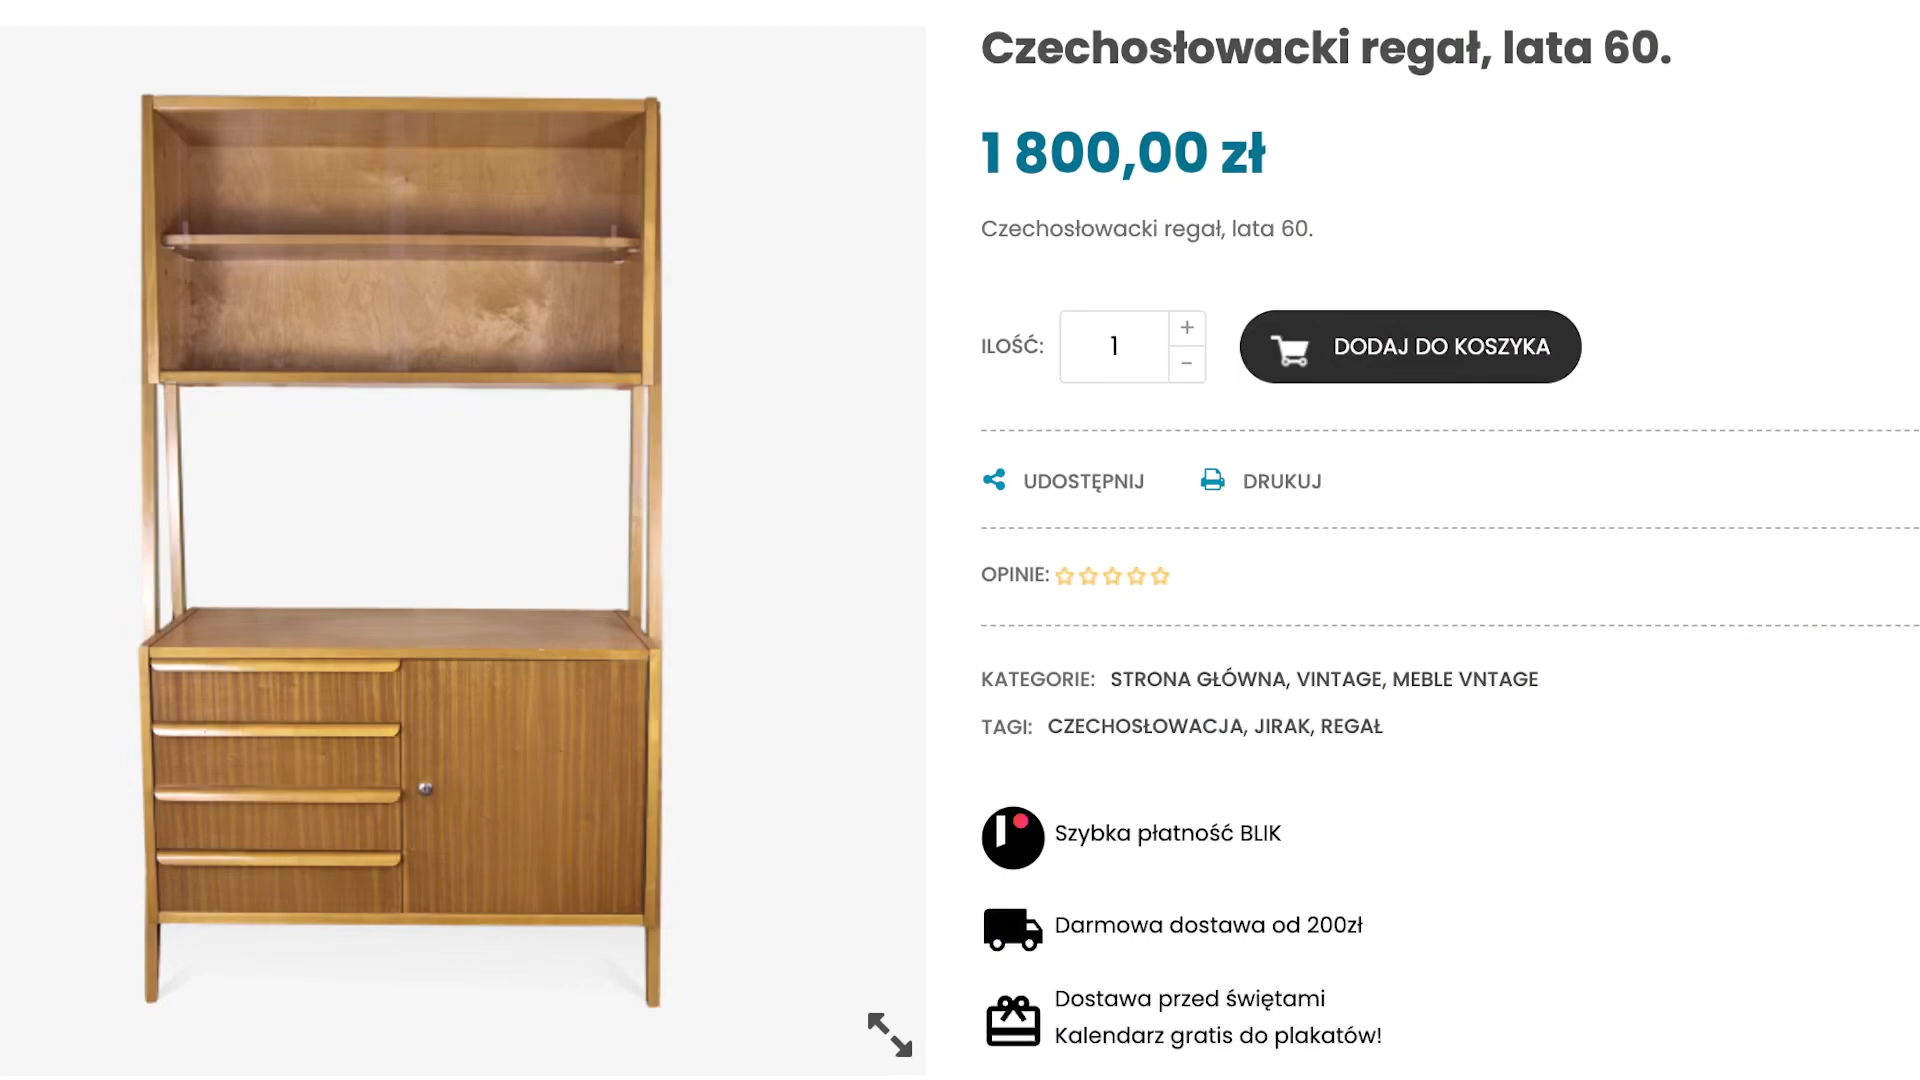 Czechosłowacki regał, lata 60.
1 800,00 zł
Czechosłowacki regał, lata 60.
ILOŚĆ: 1 + −
DODAJ DO KOSZYKA
UDOSTĘPNIJ DRUKUJ
OPINIE:
KATEGORIE: STRONA GŁÓWNA, VINTAGE, MEBLE VNTAGE
TAGI: CZECHOSŁOWACJA, JIRAK, REGAŁ
Szybka płatność BLIK
Darmowa dostawa od 200zł
Dostawa przed świętami
Kalendarz gratis do plakatów!